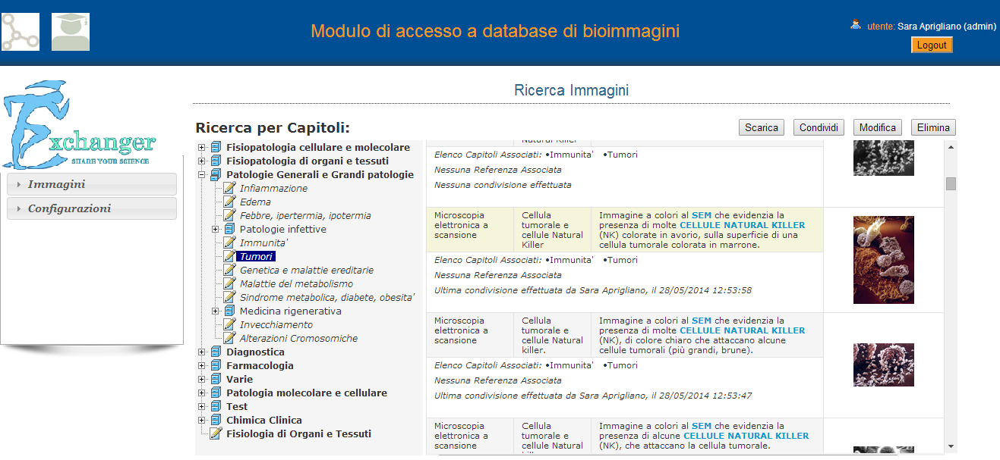 Modulo di accesso a database di bioimmagini
utente: Sara Aprigliano (admin)
Logout
Exchanger
SHARE YOUR SCIENCE
Immagini
Configurazioni
Ricerca Immagini
Ricerca per Capitoli:
Scarica Condividi Modifica Elimina
Fisiopatologia cellulare e molecolare
Fisiopatologia di organi e tessuti
Patologie Generali e Grandi patologie
Infiammazione
Edema
Febbre, ipertermia, ipotermia
Patologie infettive
Immunita'
Tumori
Genetica e malattie ereditarie
Malattie del metabolismo
Sindrome metabolica, diabete, obesita'
Medicina rigenerativa
Invecchiamento
Alterazioni Cromosomiche
Diagnostica
Farmacologia
Varie
Patologia molecolare e cellulare
Test
Chimica Clinica
Fisiologia di Organi e Tessuti
Natural Killer
Elenco Capitoli Associati: •Immunita' •Tumori
Nessuna Referenza Associata
Nessuna condivisione effettuata
Microscopia
elettronica a
scansione
Cellula
tumorale e
cellule Natural
Killer
Immagine a colori al SEM che evidenzia la
presenza di molte CELLULE NATURAL KILLER
(NK) colorate in avorio, sulla superficie di una
cellula tumorale colorata in marrone.
Elenco Capitoli Associati: •Immunita' •Tumori
Nessuna Referenza Associata
Ultima condivisione effettuata da Sara Aprigliano, il 28/05/2014 12:53:58
Microscopia
elettronica a
scansione
Cellula
tumorale e
cellule Natural
killer.
Immagine a colori al SEM che evidenzia la
presenza di molte CELLULE NATURAL KILLER
(NK), di colore chiaro che attaccano alcune
cellule tumorali (più grandi, brune).
Elenco Capitoli Associati: •Immunita' •Tumori
Nessuna Referenza Associata
Ultima condivisione effettuata da Sara Aprigliano, il 28/05/2014 12:53:47
Microscopia
elettronica a
scansione
Cellula
tumorale e
cellule Natural
Immagine a colori al SEM che evidenzia la
presenza di alcune CELLULE NATURAL KILLER
(NK), che attaccano la cellula tumorale.